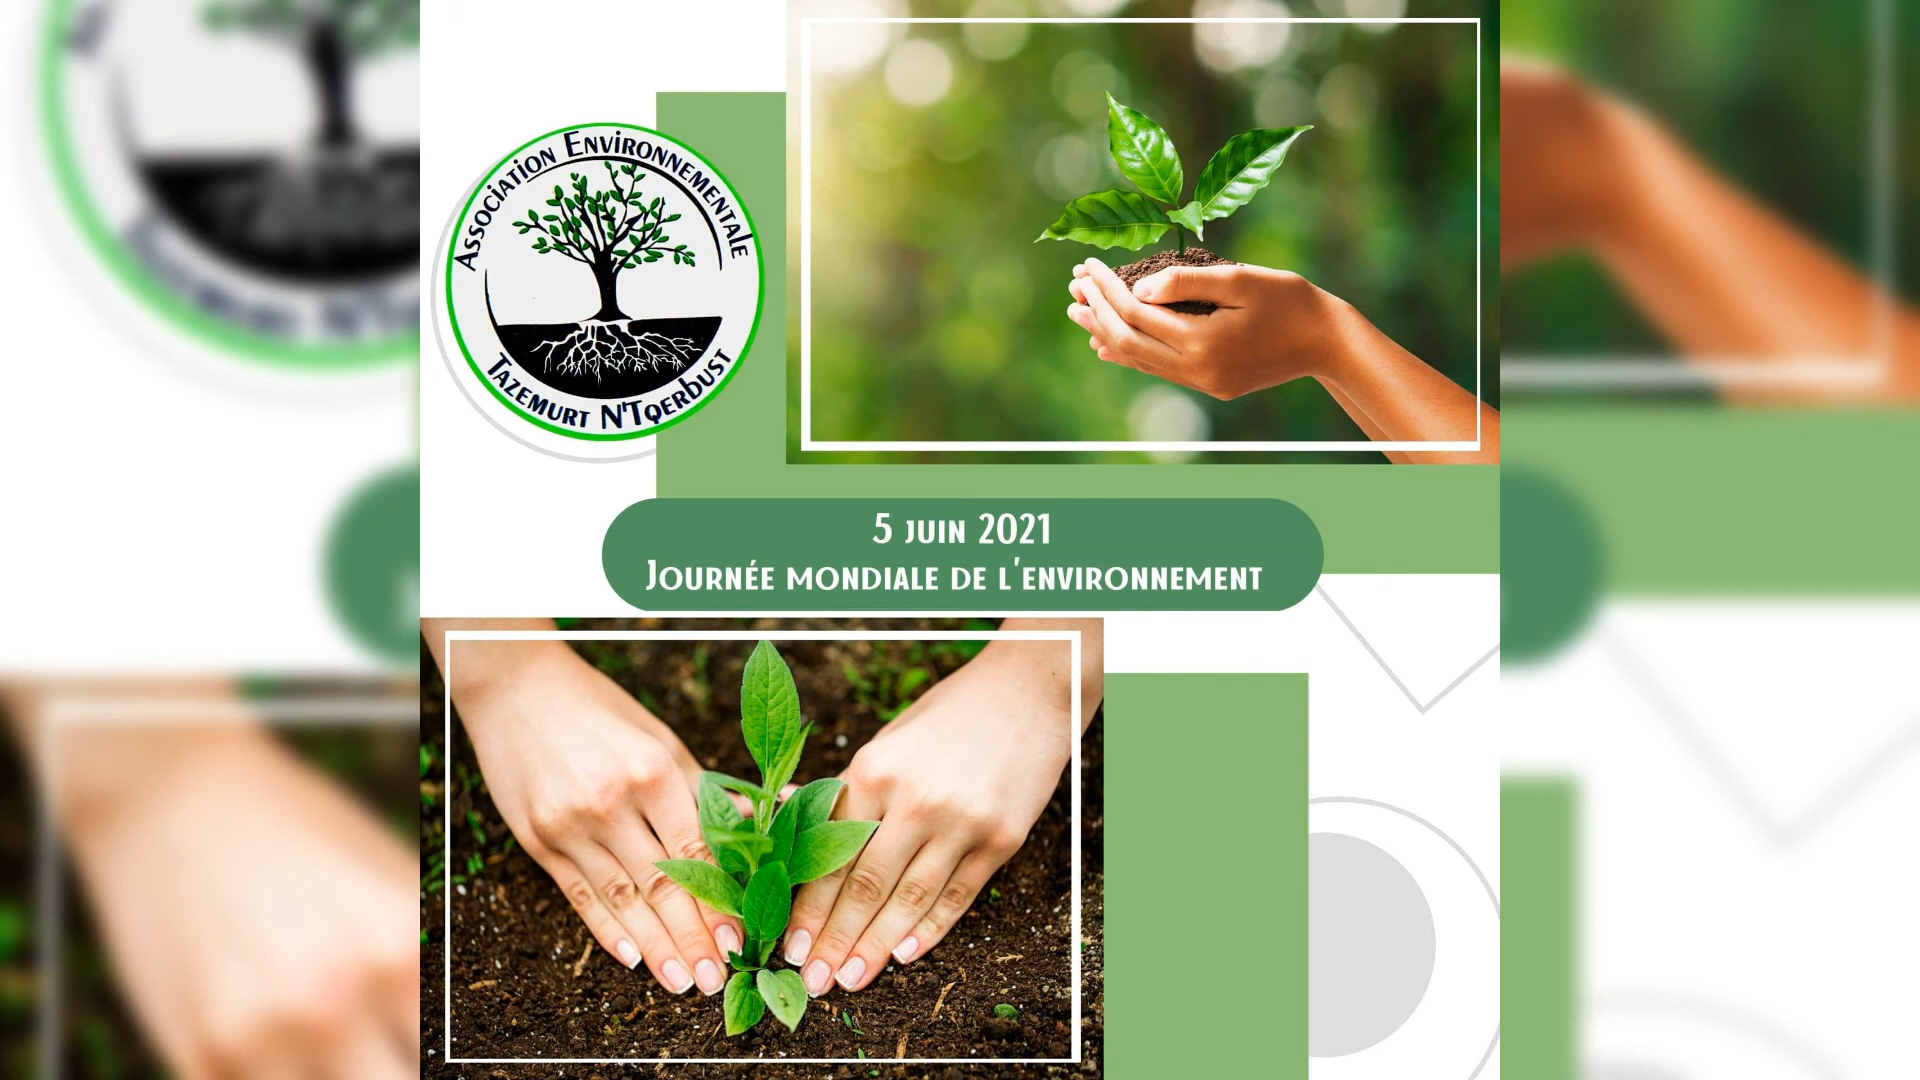 Association Environnementale
Tazemurt N'Tqerbust
5 juin 2021
Journée mondiale de l'environnement